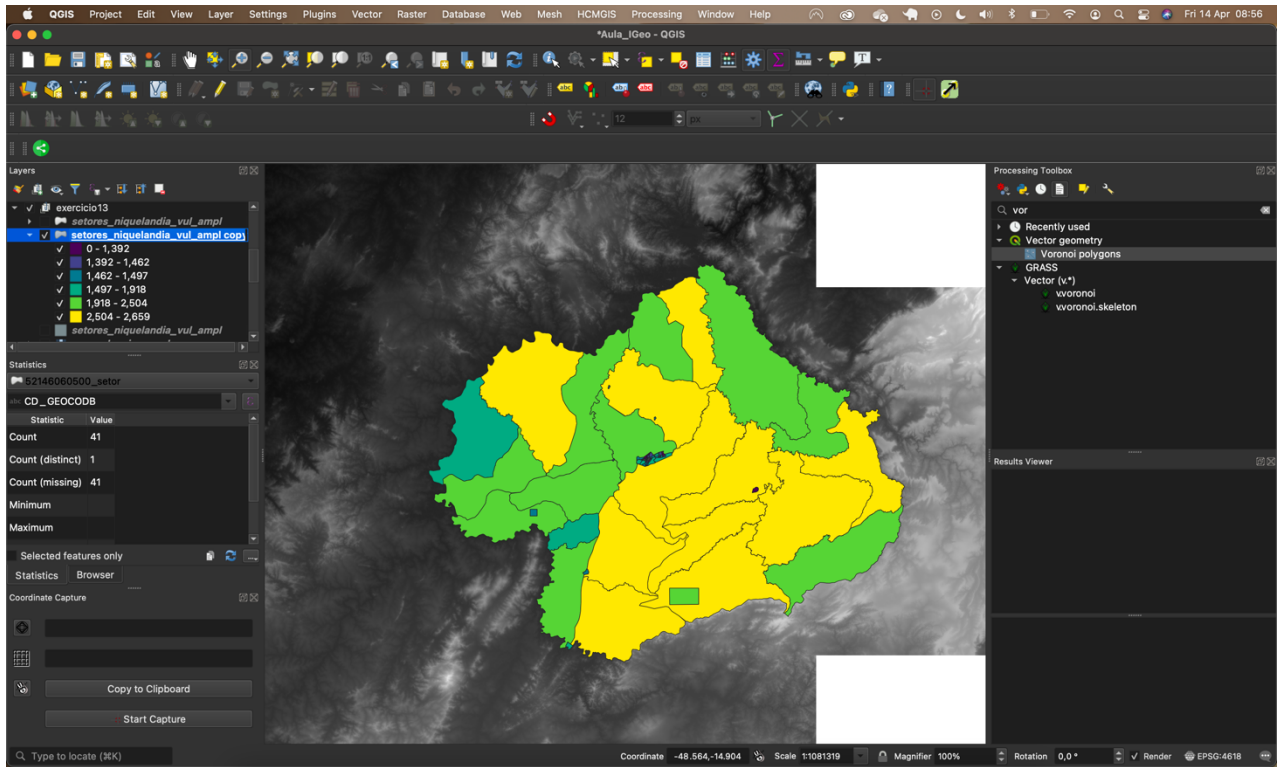 QGIS Project Edit View Layer Settings Plugins Vector Raster Database Web Mesh HCMGIS Processing Window Help Fri 14 Apr 08:56
*Aula_IGeo - QGIS
12 px
Layers
exercicio13
setores_niquelandia_vul_ampl
setores_niquelandia_vul_ampl copy
0 - 1,392
1,392 - 1,462
1,462 - 1,497
1,497 - 1,918
1,918 - 2,504
2,504 - 2,659
setores_niquelandia_vul_ampl
Statistics
52146060500_setor
abc CD_GEOCODB
Statistic Value
Count 41
Count (distinct) 1
Count (missing) 41
Minimum
Maximum
Selected features only
Statistics Browser
Coordinate Capture
Copy to Clipboard
Start Capture
Processing Toolbox
vor
Recently used
Vector geometry
Voronoi polygons
GRASS
Vector (v.*)
v.voronoi
v.voronoi.skeleton
Results Viewer
Type to locate (⌘K) Coordinate -48.564,-14.904 Scale 1:1081319 Magnifier 100% Rotation 0,0 ° Render EPSG:4618